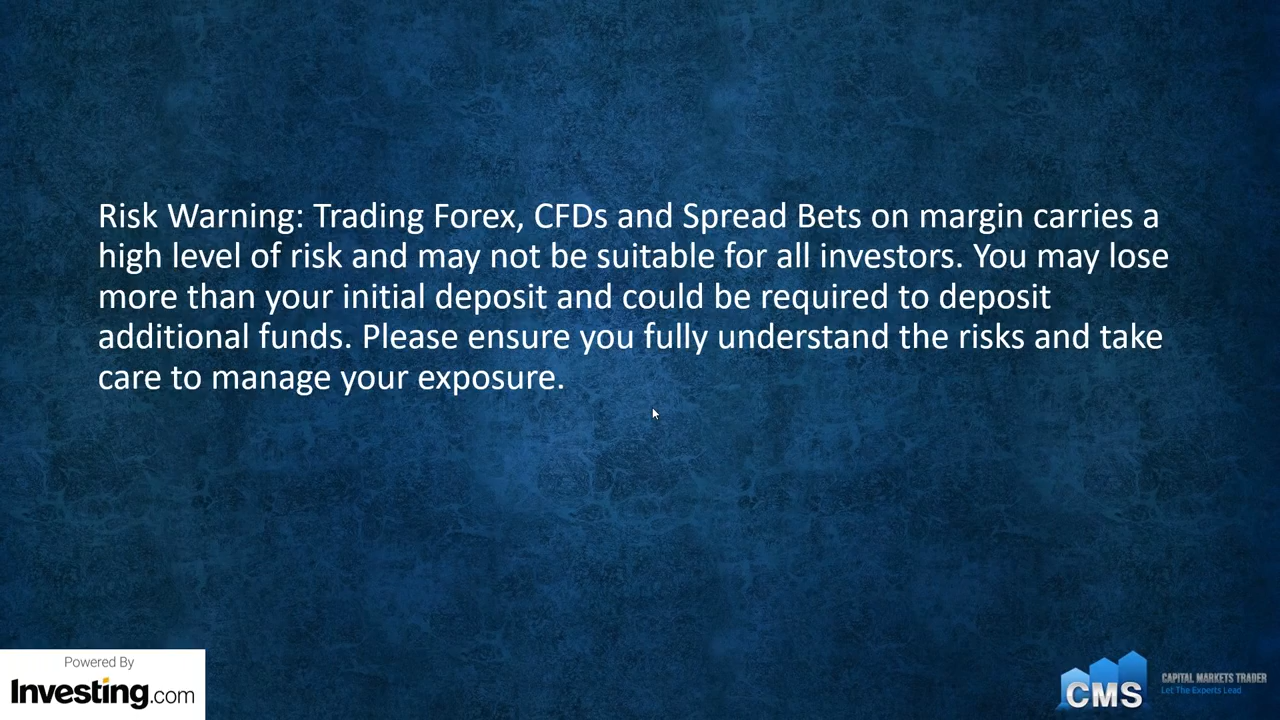 Risk Warning: Trading Forex, CFDs and Spread Bets on margin carries a
high level of risk and may not be suitable for all investors. You may lose
more than your initial deposit and could be required to deposit
additional funds. Please ensure you fully understand the risks and take
care to manage your exposure.
Powered By
Investing.com
CMS
CAPITAL MARKETS TRADER
Let The Experts Lead